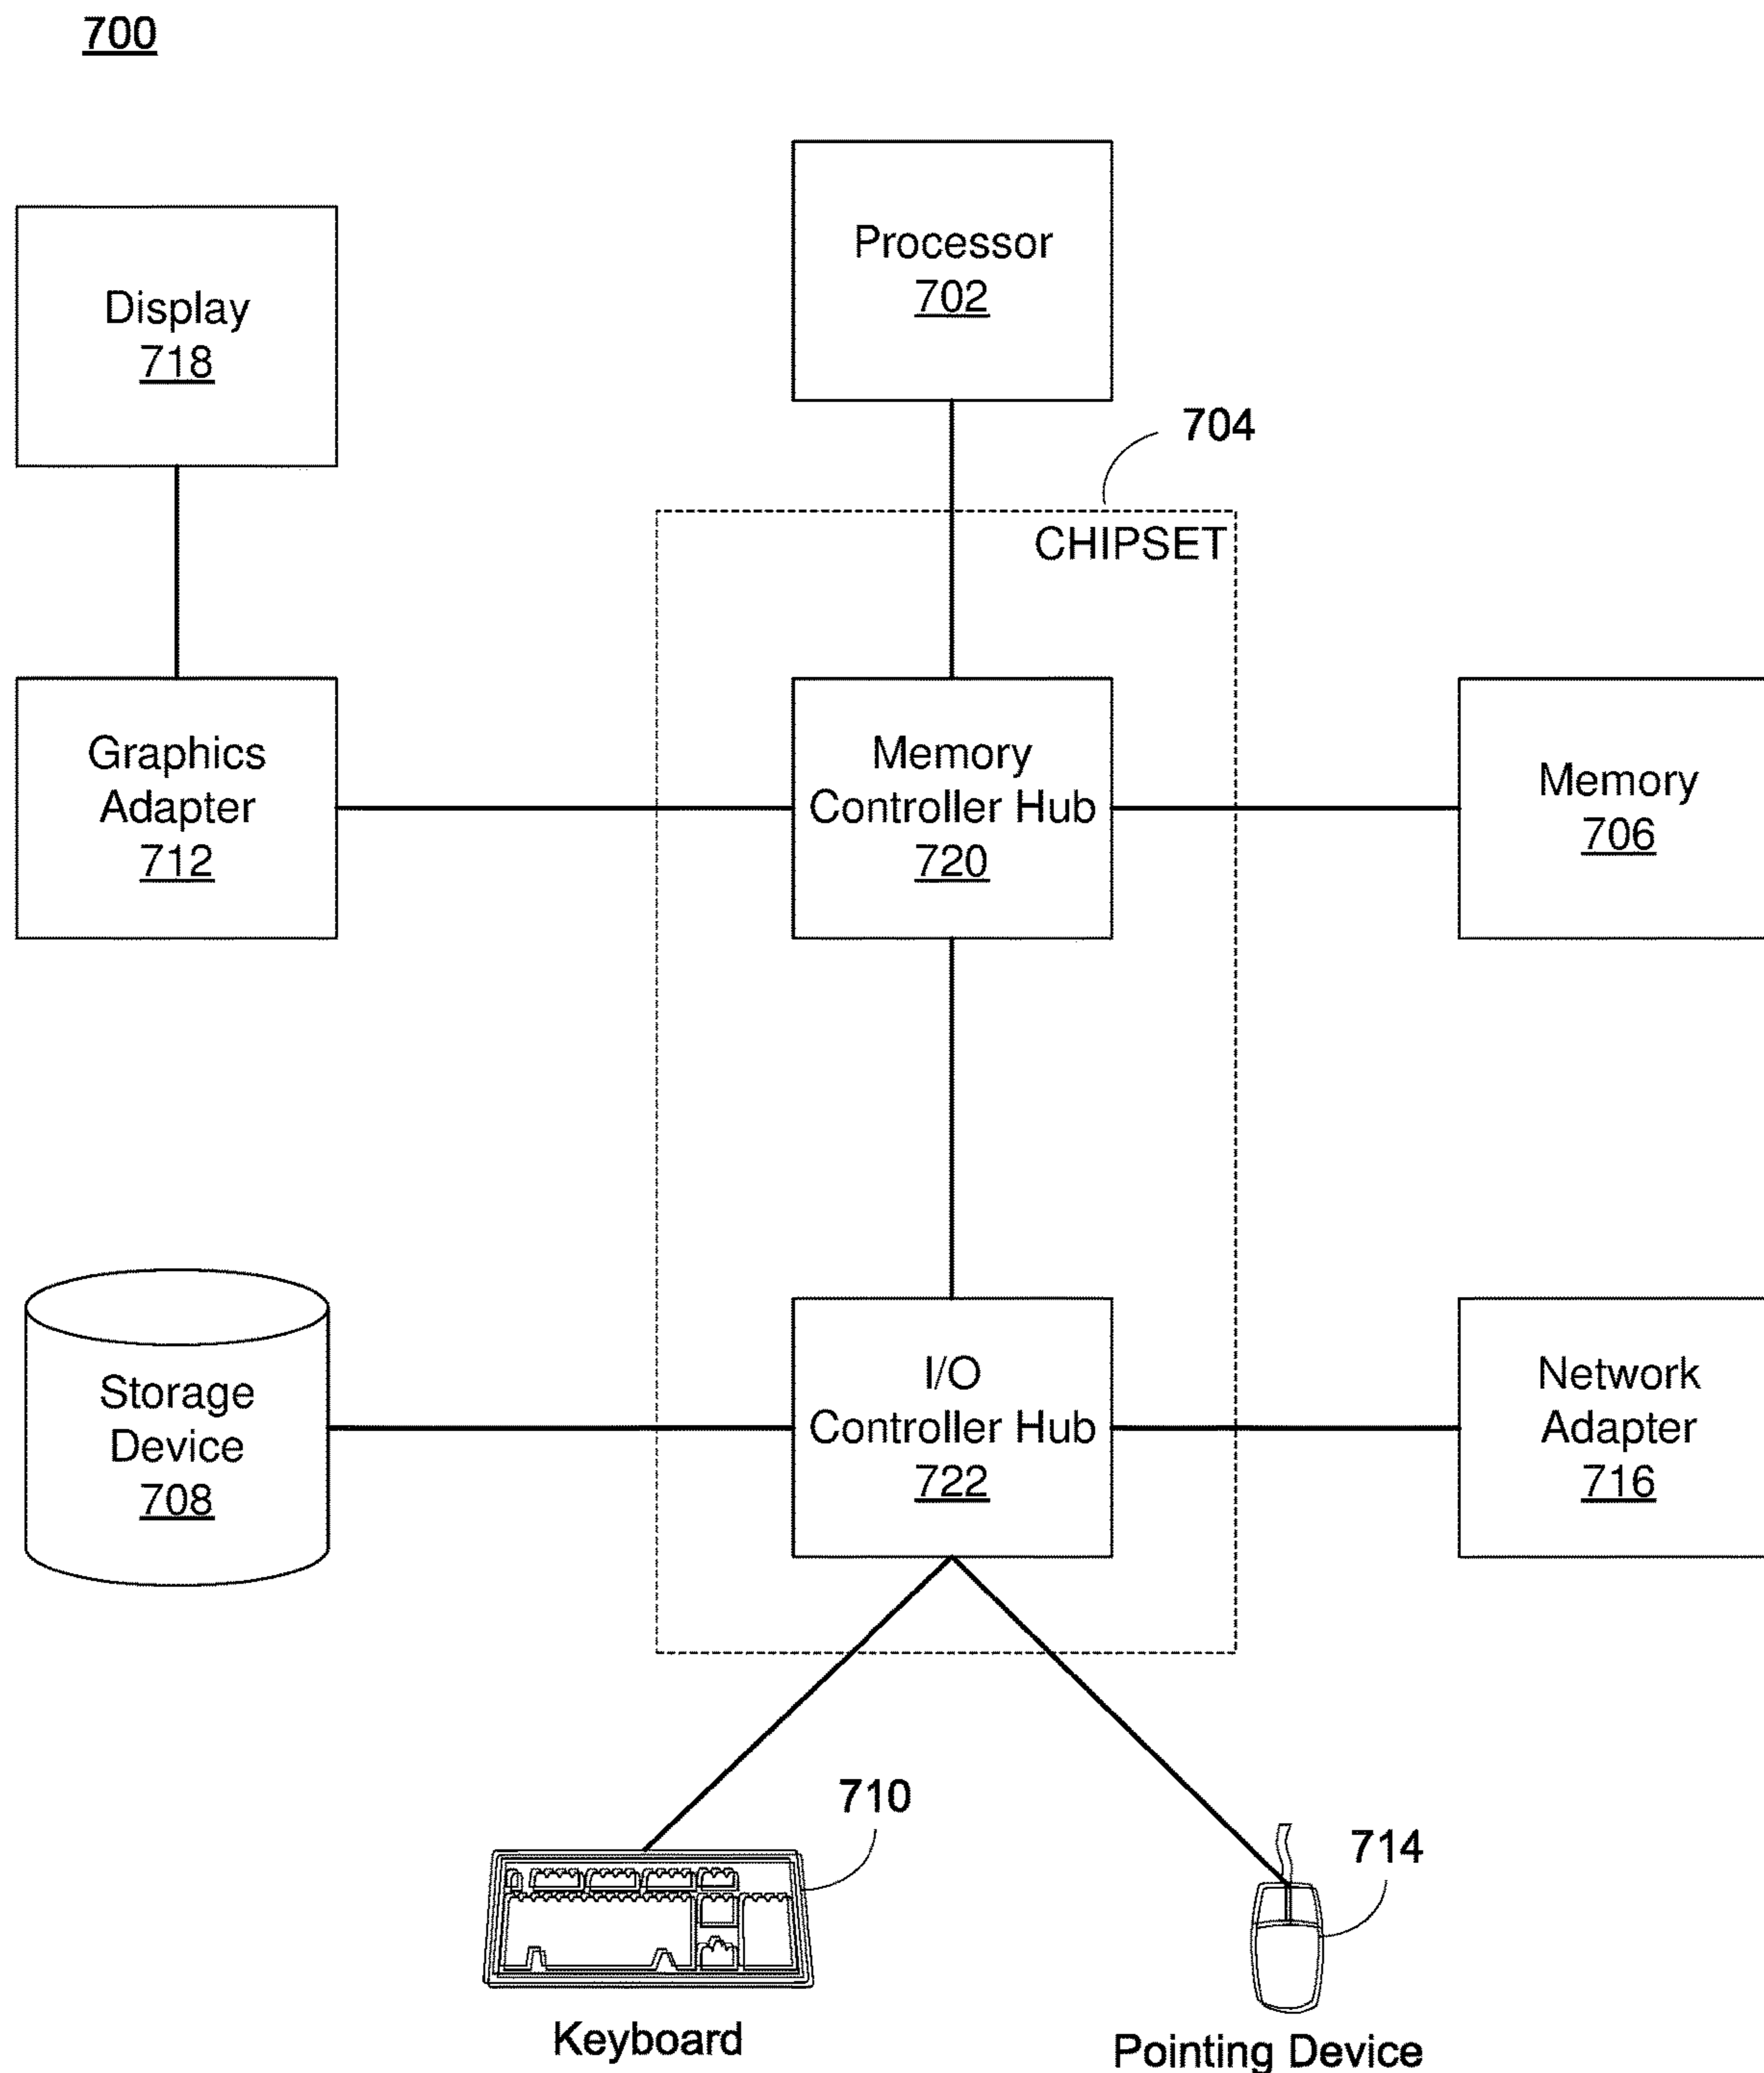 700
Processor
702
Display
718
704
CHIPSET
Graphics
Adapter
712
Memory
Controller Hub
720
Memory
706
Storage
Device
708
I/O
Controller Hub
722
Network
Adapter
716
710
714
Keyboard
Pointing Device